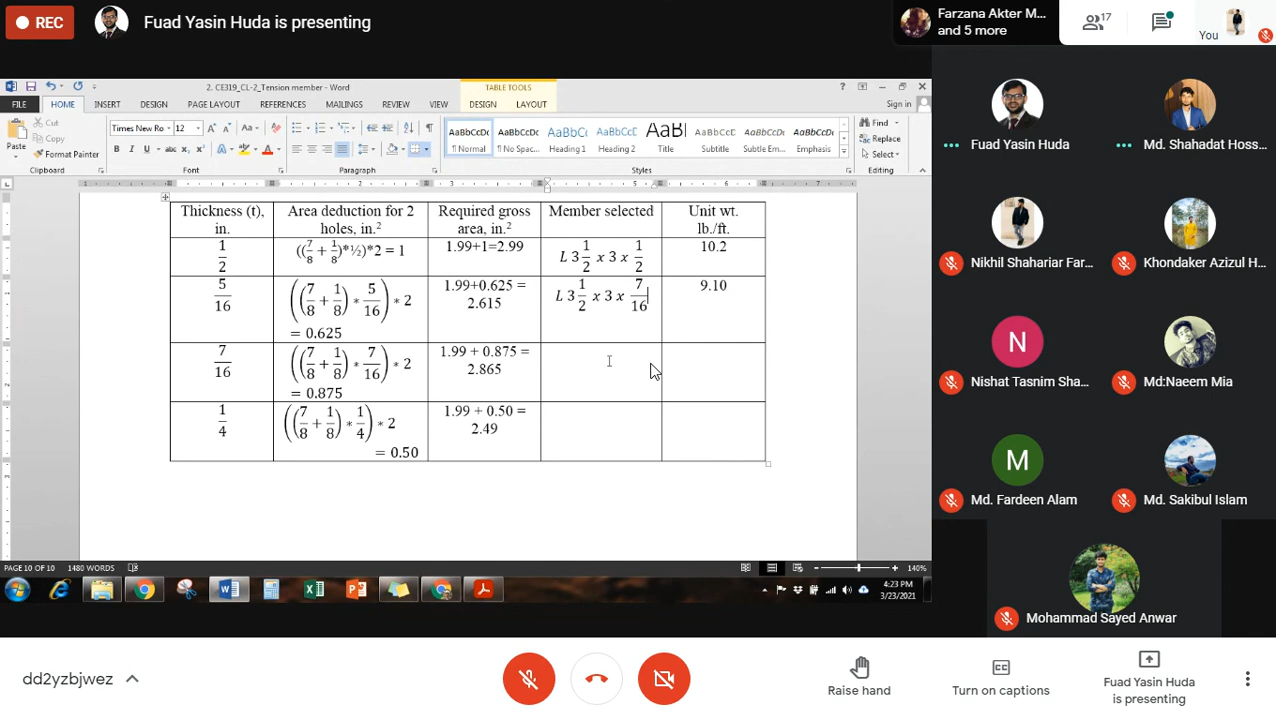 REC
Fuad Yasin Huda is presenting
Farzana Akter M...
and 5 more
17
You
2. CE319_CL-2_Tension member - Word
TABLE TOOLS
FILE HOME INSERT DESIGN PAGE LAYOUT REFERENCES MAILINGS REVIEW VIEW DESIGN LAYOUT Sign in
Cut
Copy
Format Painter
Paste
Times New Ro 12
AaBbCcDc AaBbCcDc AaBbCc AaBbCcD AaB AaBbCcD AaBbCcDc AaBbCcDc
¶ Normal ¶ No Spac... Heading 1 Heading 2 Title Subtitle Subtle Em... Emphasis
Find
Replace
Select
Clipboard Font Paragraph Styles Editing
Thickness (t), in.
Area deduction for 2 holes, in.²
Required gross area, in.²
Member selected
Unit wt. lb./ft.
1/2
((7/8 + 1/8)*½)*2 = 1
1.99+1=2.99
L 3 1/2 x 3 x 1/2
10.2
5/16
((7/8 + 1/8) * 5/16) * 2
= 0.625
1.99+0.625 =
2.615
L 3 1/2 x 3 x 7/16
9.10
7/16
((7/8 + 1/8) * 7/16) * 2
= 0.875
1.99 + 0.875 =
2.865
1/4
((7/8 + 1/8) * 1/4) * 2
= 0.50
1.99 + 0.50 =
2.49
PAGE 10 OF 10 1480 WORDS
140%
4:23 PM
3/23/2021
Fuad Yasin Huda
Md. Shahadat Hoss...
Nikhil Shahariar Far...
Khondaker Azizul H...
N
Nishat Tasnim Sha...
Md:Naeem Mia
M
Md. Fardeen Alam
Md. Sakibul Islam
Mohammad Sayed Anwar
dd2yzbjwez
Raise hand
Turn on captions
Fuad Yasin Huda
is presenting